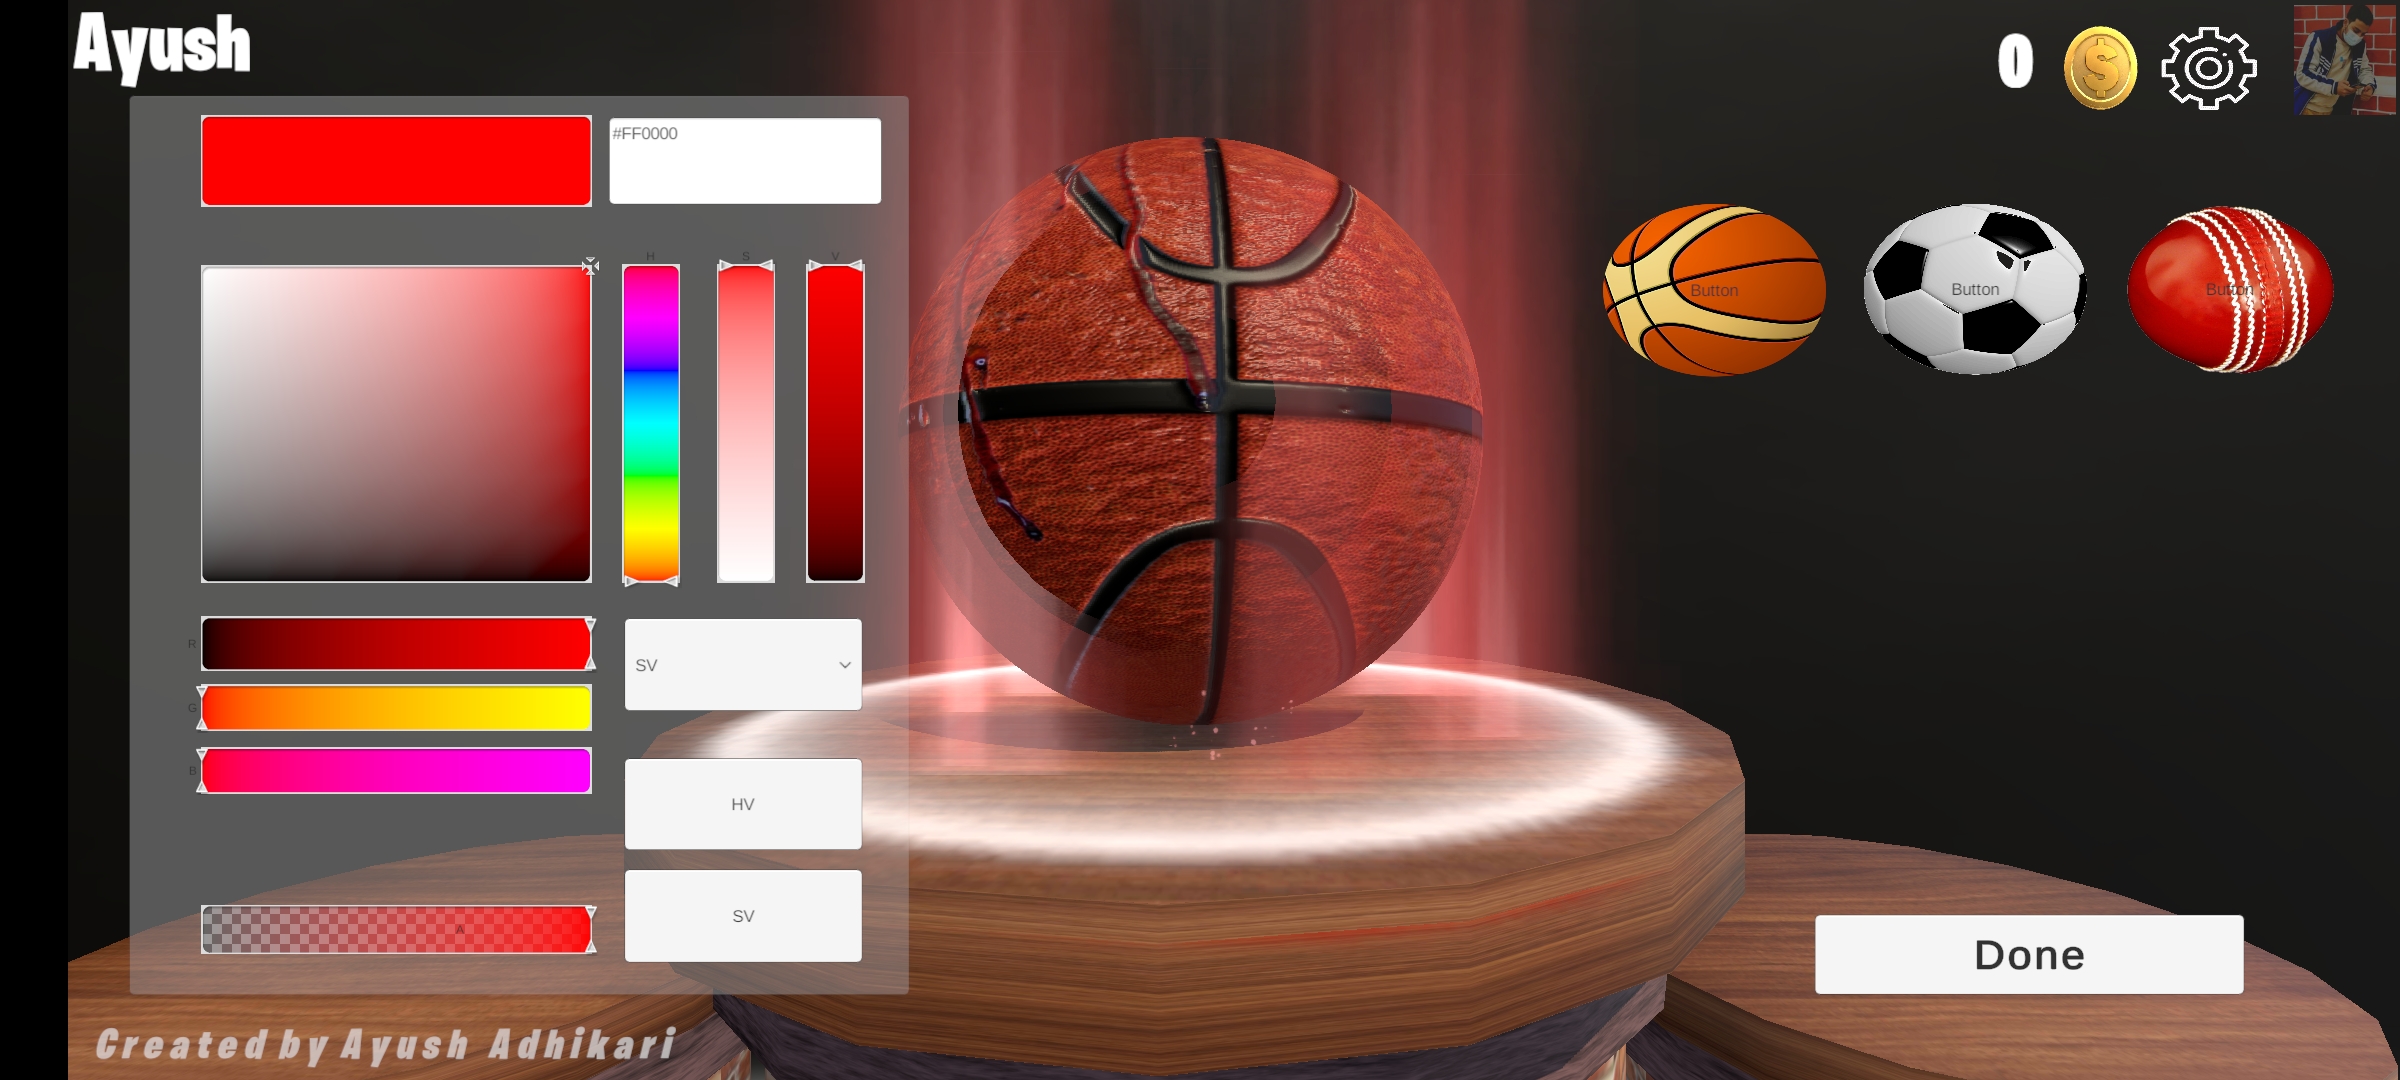 Ayush
0
#FF0000
H
S
V
Button
Button
Button
R
G
B
SV
HV
SV
A
Done
Created by Ayush Adhikari